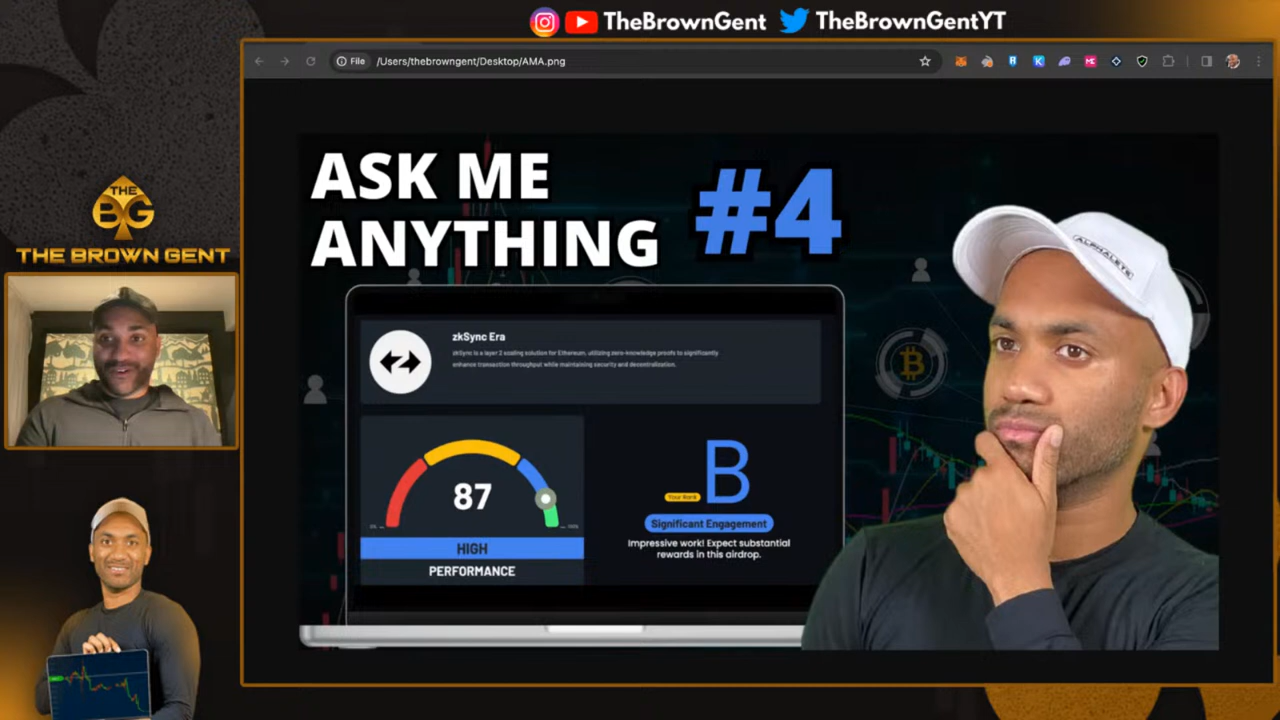 TheBrownGent TheBrownGentYT
File /Users/thebrowngent/Desktop/AMA.png
THE
BG
THE BROWN GENT
ASK ME
ANYTHING
#4
ALPHALETE
zkSync Era
zkSync is a layer 2 scaling solution for Ethereum, utilizing zero-knowledge proofs to significantly
enhance transaction throughput while maintaining security and decentralization.
87
0%
100%
HIGH
PERFORMANCE
B
Your Rank
Significant Engagement
Impressive work! Expect substantial
rewards in this airdrop.